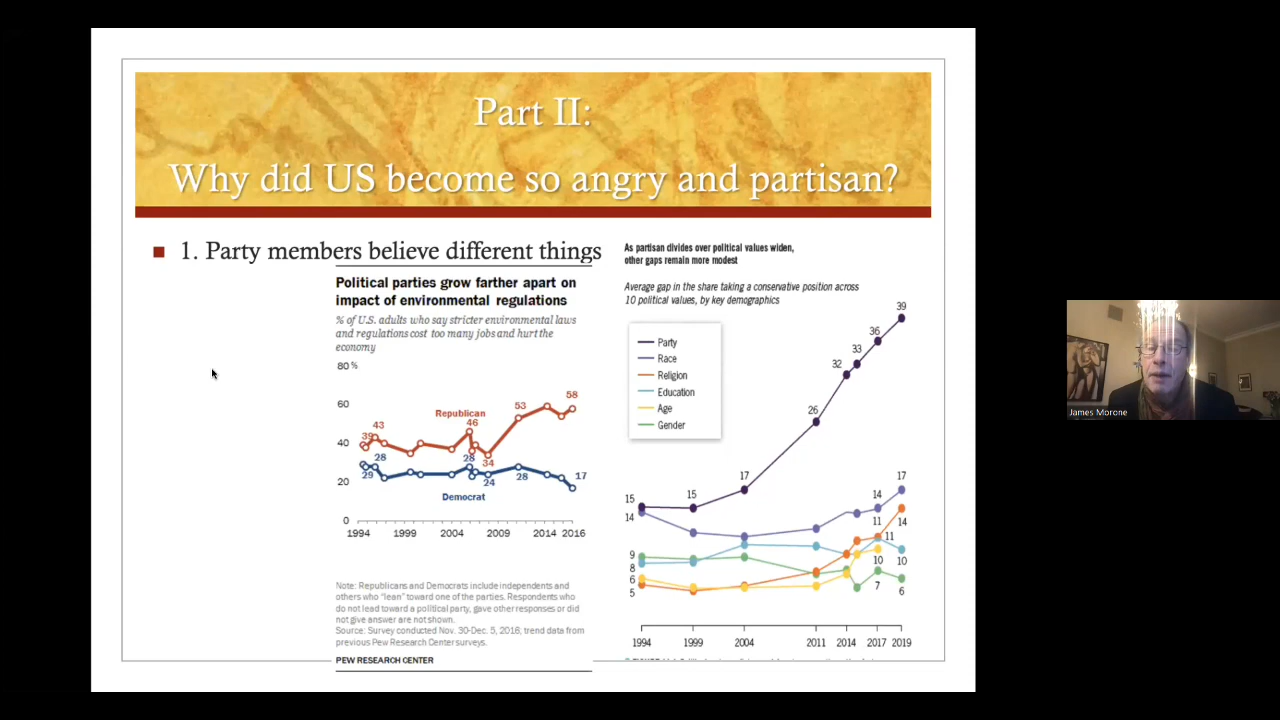 Part II:
Why did US become so angry and partisan?
1. Party members believe different things
Political parties grow farther apart on
impact of environmental regulations
% of U.S. adults who say stricter environmental laws
and regulations cost too many jobs and hurt the
economy
80 %
60
40
20
0
Republican
Democrat
39
43
46
34
53
58
29
28
28
24
28
17
1994
1999
2004
2009
2014
2016
Note: Republicans and Democrats include independents and
others who "lean" toward one of the parties. Respondents who
do not lead toward a political party, gave other responses or did
not give answer are not shown.
Source: Survey conducted Nov. 30-Dec. 5, 2016; trend data from
previous Pew Research Center surveys.
PEW RESEARCH CENTER
As partisan divides over political values widen,
other gaps remain more modest
Average gap in the share taking a conservative position across
10 political values, by key demographics
Party
Race
Religion
Education
Age
Gender
15
15
17
26
32
33
36
39
14
14
17
9
8
6
5
11
14
11
10
10
7
6
1994
1999
2004
2011
2014
2017
2019
James Morone